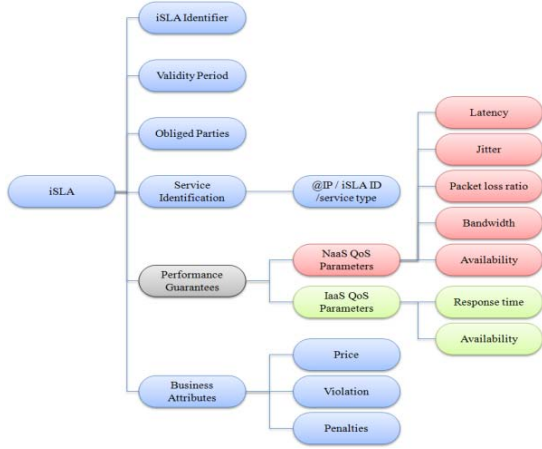 iSLA
iSLA Identifier
Validity Period
Obliged Parties
Service
Identification
@IP / iSLA ID
/service type
Performance
Guarantees
NaaS QoS
Parameters
Latency
Jitter
Packet loss ratio
Bandwidth
Availability
IaaS QoS
Parameters
Response time
Availability
Business
Attributes
Price
Violation
Penalties